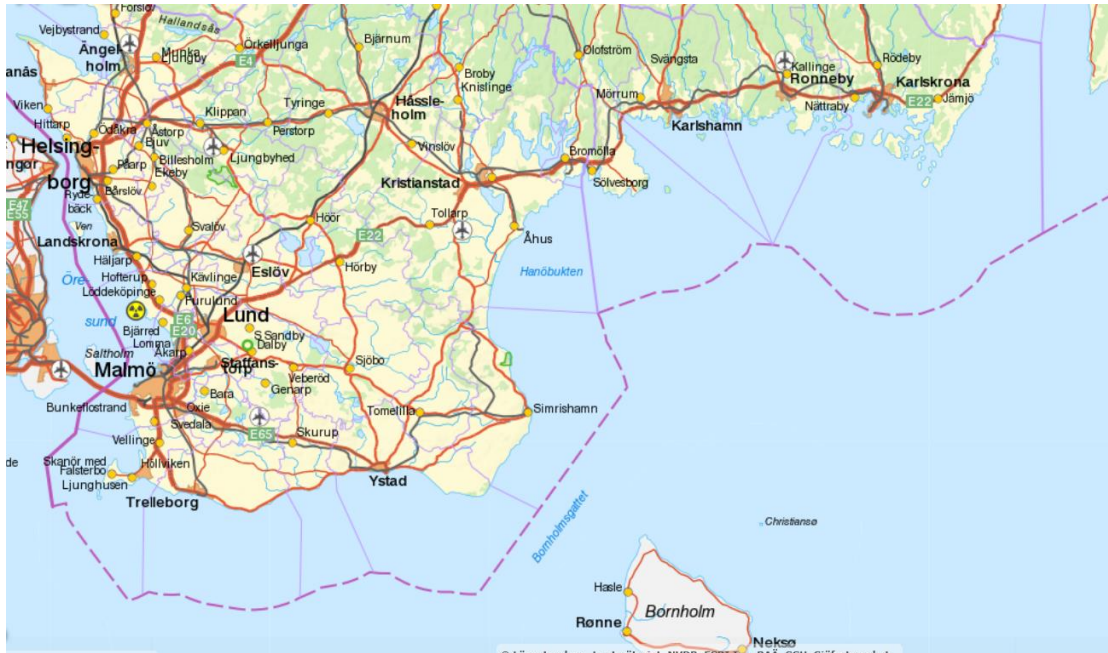 Förslöv
Vejbystrand
Hallandsås
Ängel-
holm
Munka
Ljungby
Örkelljunga
E4
Bjärnum
Olofström
Svängsta
Kallinge
Ronneby
Rödeby
Karlskrona
E22
Jämjö
Nättraby
Mörrum
Karlshamn
Broby
Knislinge
Hässle-
holm
Tyringe
Perstorp
Klippan
Viken
Hittarp
Ödåkra
Åstorp
Bjuv
Billesholm
Ekeby
Ljungbyhed
Vinslöv
Bromölla
Sölvesborg
Kristianstad
Helsing-
borg
Påarp
Bårslöv
Ryde
bäck
E47
E55
Ven
Svalöv
Höör
Tollarp
E22
Åhus
Landskrona
Häljarp
Eslöv
Hörby
Hanöbukten
Öre-
sund
Hofterup
Löddeköpinge
Kävlinge
Furulund
Lund
E6
E20
Bjärred
Lomma
S Sandby
Dalby
Saltholm
Åkarp
Staffans-
torp
Malmö
Veberöd
Genarp
Sjöbo
Bara
Bunkeflostrand
Oxie
Svedala
E65
Skurup
Tomelilla
Simrishamn
Vellinge
Skanör med
Falsterbo
Ljunghusen
Höllviken
Trelleborg
Ystad
Bornholmsgattet
Christiansø
Hasle
Bornholm
Rønne
Neksø